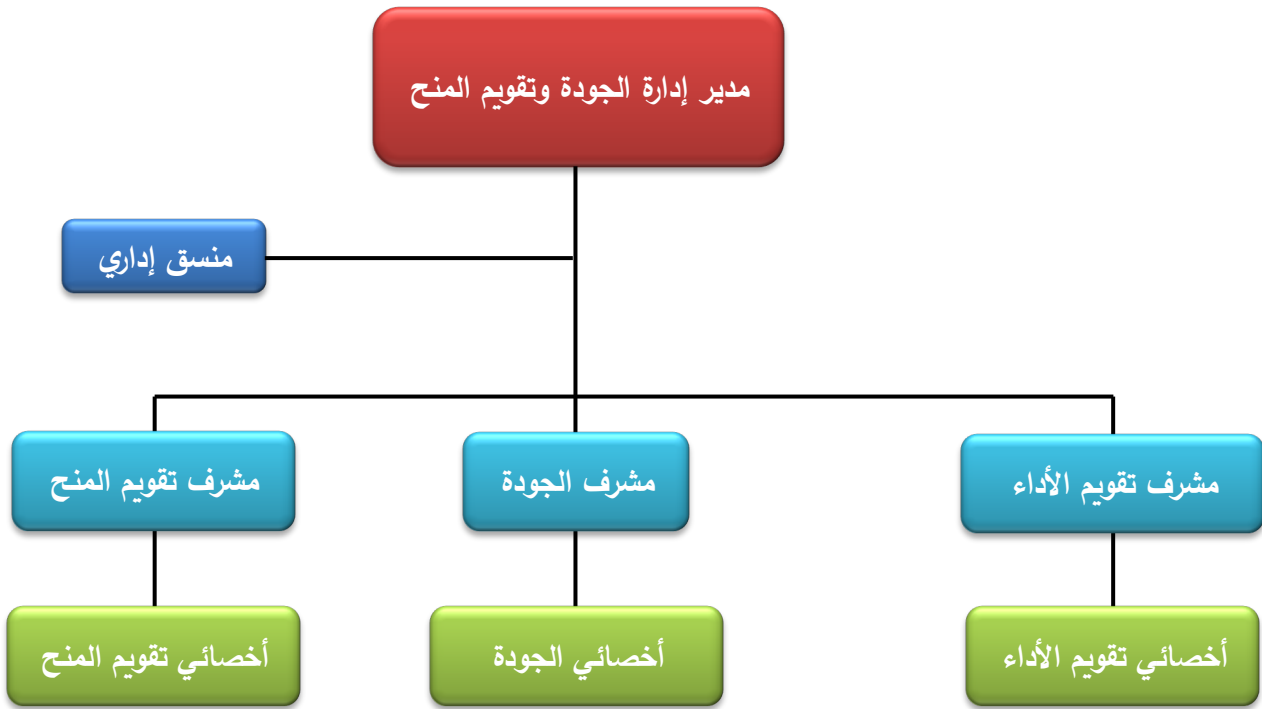 مدير إدارة الجودة وتقويم المنح
منسق إداري
مشرف تقويم الأداء
مشرف الجودة
مشرف تقويم المنح
أخصائي تقويم الأداء
أخصائي الجودة
أخصائي تقويم المنح